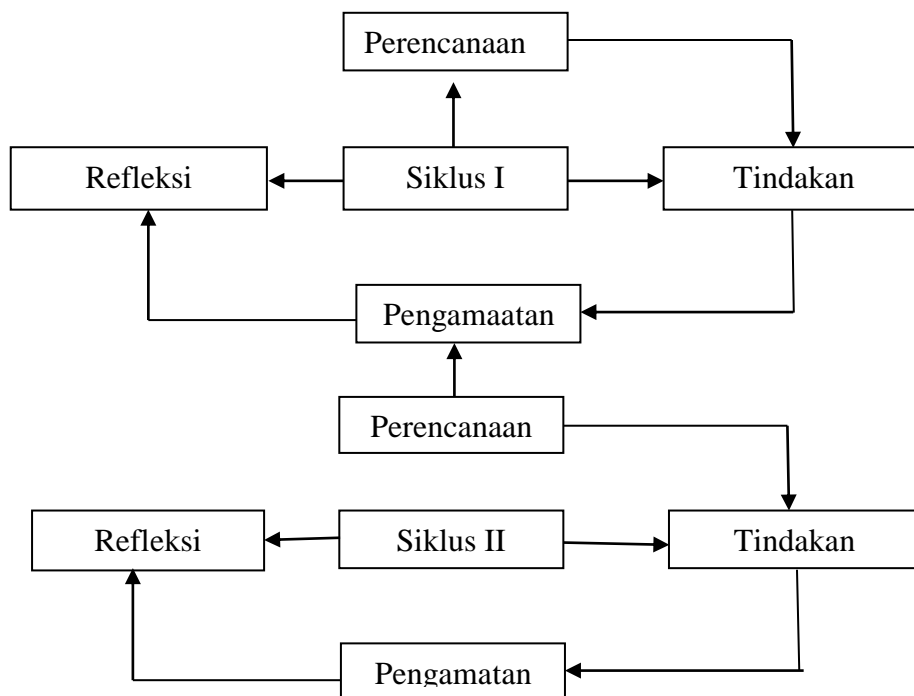 Perencanaan
Refleksi
Siklus I
Tindakan
Pengamaatan
Perencanaan
Refleksi
Siklus II
Tindakan
Pengamatan